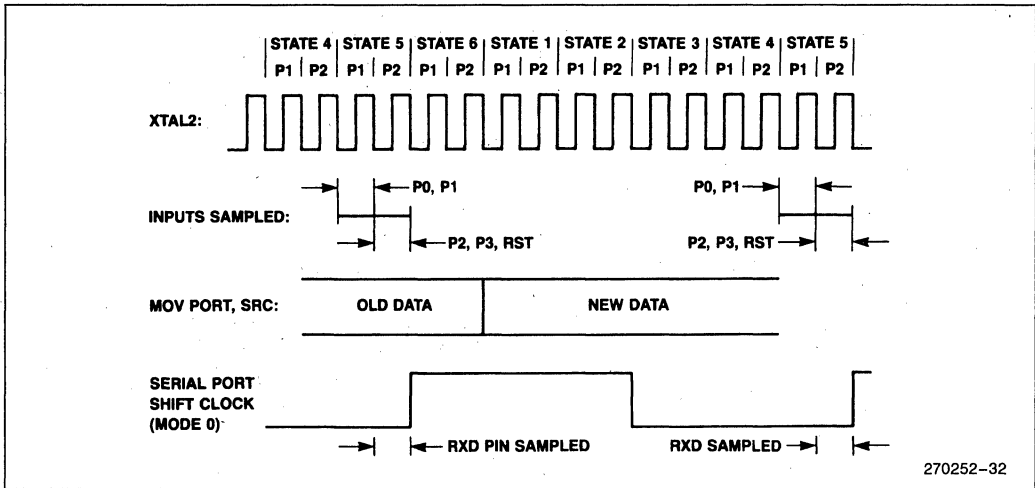 STATE 4 | STATE 5 | STATE 6 | STATE 1 | STATE 2 | STATE 3 | STATE 4 | STATE 5
P1 | P2 | P1 | P2 | P1 | P2 | P1 | P2 | P1 | P2 | P1 | P2 | P1 | P2 | P1 | P2
XTAL2:
P0, P1 P0, P1
INPUTS SAMPLED:
P2, P3, RST P2, P3, RST
MOV PORT, SRC: OLD DATA NEW DATA
SERIAL PORT
SHIFT CLOCK
(MODE 0)
RXD PIN SAMPLED RXD SAMPLED
270252-32